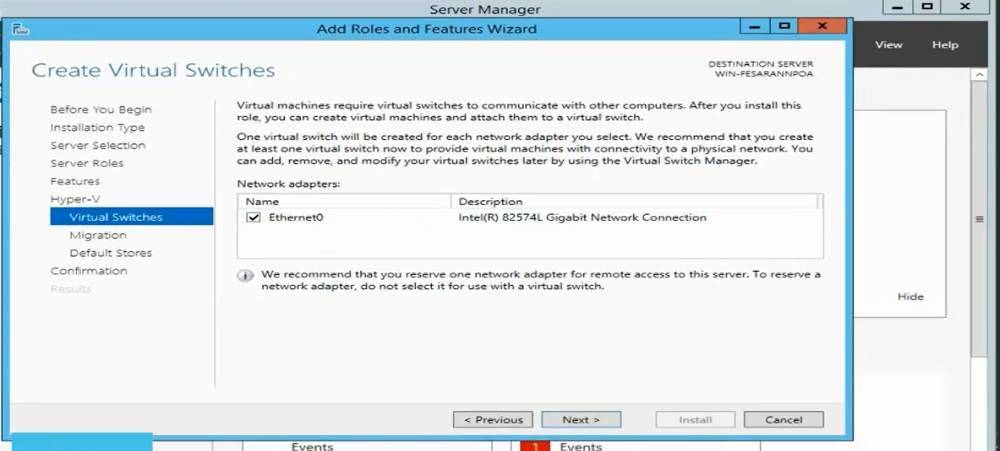 Server Manager
Add Roles and Features Wizard
View Help
Create Virtual Switches
DESTINATION SERVER
WIN-FESARANNPOA
Before You Begin
Installation Type
Server Selection
Server Roles
Features
Hyper-V
Virtual Switches
Migration
Default Stores
Confirmation
Results
Virtual machines require virtual switches to communicate with other computers. After you install this
role, you can create virtual machines and attach them to a virtual switch.
One virtual switch will be created for each network adapter you select. We recommend that you create
at least one virtual switch now to provide virtual machines with connectivity to a physical network. You
can add, remove, and modify your virtual switches later by using the Virtual Switch Manager.
Network adapters:
Name Description
Ethernet0 Intel(R) 82574L Gigabit Network Connection
We recommend that you reserve one network adapter for remote access to this server. To reserve a
network adapter, do not select it for use with a virtual switch.
Hide
< Previous Next > Install Cancel
Events 1 Events